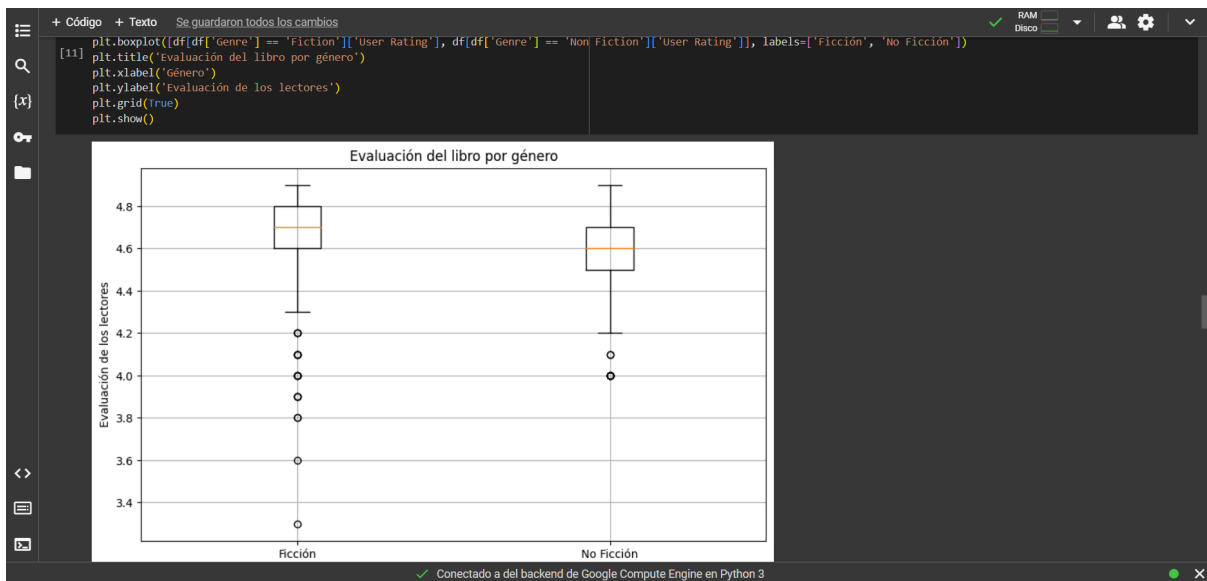 + Código + Texto Se guardaron todos los cambios
RAM
Disco
plt.boxplot([df[df['Genre'] == 'Fiction']['User Rating'], df[df['Genre'] == 'Non Fiction']['User Rating']], labels=['Ficción', 'No Ficción'])
[11] plt.title('Evaluación del libro por género')
plt.xlabel('Género')
plt.ylabel('Evaluación de los lectores')
plt.grid(True)
plt.show()
{x}
Evaluación del libro por género
Evaluación de los lectores
4.8
4.6
4.4
4.2
4.0
3.8
3.6
3.4
Ficción No Ficción
Conectado a del backend de Google Compute Engine en Python 3